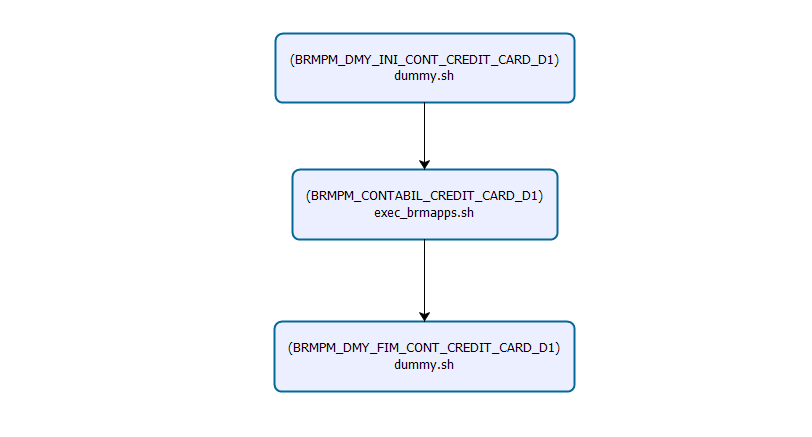 (BRMPM_DMY_INI_CONT_CREDIT_CARD_D1)
dummy.sh
(BRMPM_CONTABIL_CREDIT_CARD_D1)
exec_brmapps.sh
(BRMPM_DMY_FIM_CONT_CREDIT_CARD_D1)
dummy.sh